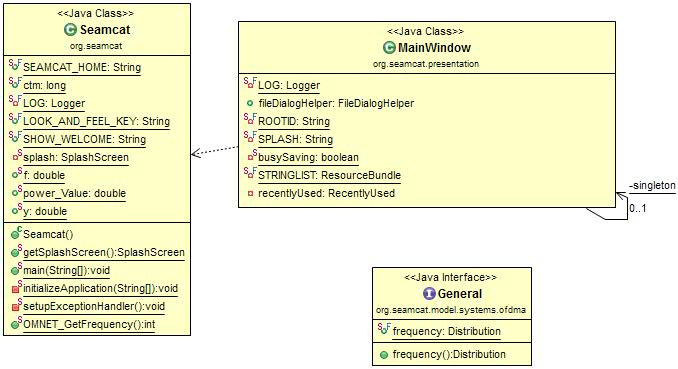 <<Java Class>>
Seamcat
org.seamcat
SEAMCAT_HOME: String
ctm: long
LOG: Logger
LOOK_AND_FEEL_KEY: String
SHOW_WELCOME: String
splash: SplashScreen
f: double
power_Value: double
y: double
Seamcat()
getSplashScreen():SplashScreen
main(String[]):void
initializeApplication(String[]):void
setupExceptionHandler():void
OMNET_GetFrequency():int
<<Java Class>>
MainWindow
org.seamcat.presentation
LOG: Logger
fileDialogHelper: FileDialogHelper
ROOTID: String
SPLASH: String
busySaving: boolean
STRINGLIST: ResourceBundle
recentlyUsed: RecentlyUsed
-singleton
0..1
<<Java Interface>>
General
org.seamcat.model.systems.ofdma
frequency: Distribution
frequency():Distribution